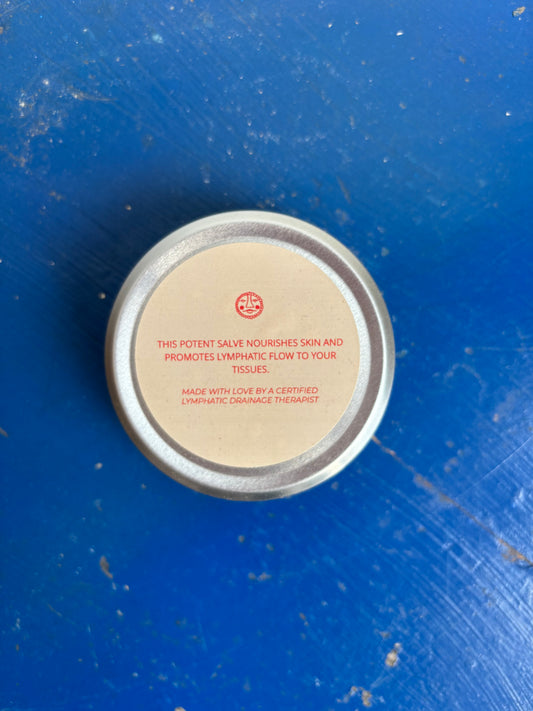 THIS POTENT SALVE NOURISHES SKIN AND
PROMOTES LYMPHATIC FLOW TO YOUR
TISSUES.
MADE WITH LOVE BY A CERTIFIED
LYMPHATIC DRAINAGE THERAPIST